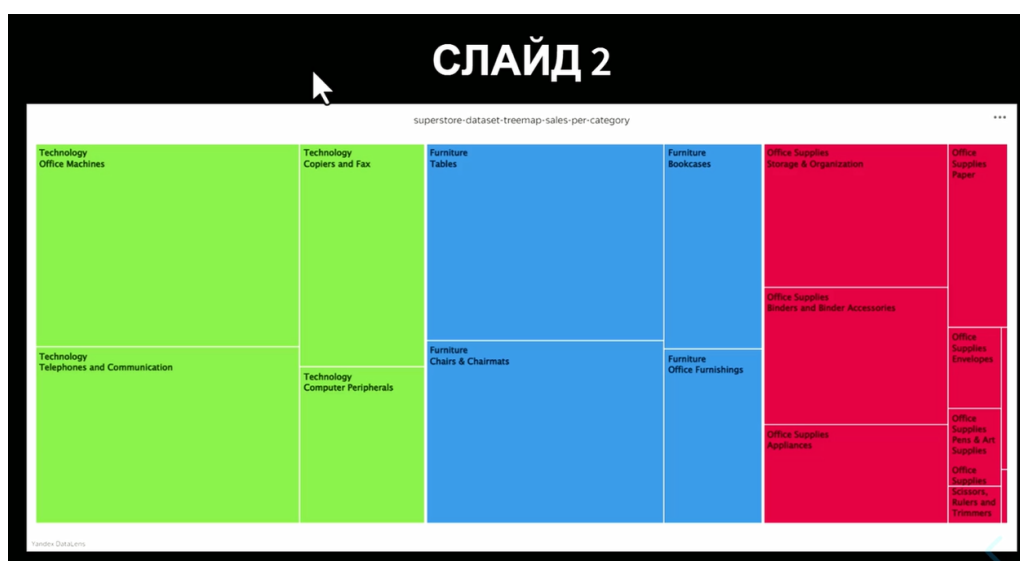 СЛАЙД 2
superstore-dataset-treemap-sales-per-category
Technology
Office Machines
Technology
Copiers and Fax
Furniture
Tables
Furniture
Bookcases
Office Supplies
Storage & Organization
Office
Supplies
Paper
Office Supplies
Binders and Binder Accessories
Office
Supplies
Envelopes
Technology
Telephones and Communication
Furniture
Chairs & Chairmats
Furniture
Office Furnishings
Technology
Computer Peripherals
Office Supplies
Appliances
Office
Supplies
Pens & Art
Supplies
Office
Supplies
Scissors,
Rulers and
Trimmers
Yandex DataLens